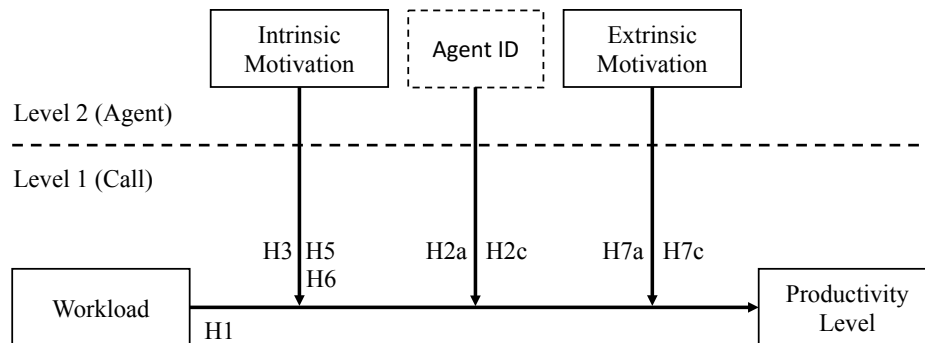 Intrinsic
Motivation
Agent ID
Extrinsic
Motivation
Level 2 (Agent)
Level 1 (Call)
H3 H5
H6
H2a H2c
H7a H7c
Workload
H1
Productivity
Level